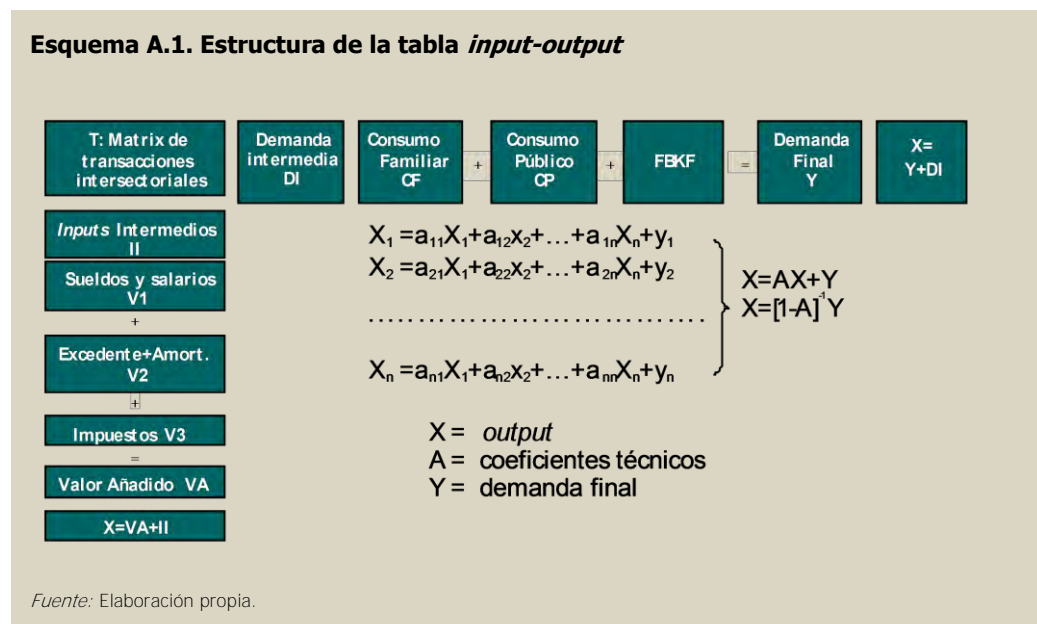 Esquema A.1. Estructura de la tabla input-output
T: Matrix de
transacciones
intersectoriales
Demanda
intermedia
DI
Consumo
Familiar
CF
+
Consumo
Público
CP
+
FBKF
=
Demanda
Final
Y
X=
Y+DI
Inputs Intermedios
II
Sueldos y salarios
V1
+
Excedente+Amort.
V2
+
Impuestos V3
=
Valor Añadido VA
X=VA+II
X₁ =a₁₁X₁+a₁₂x₂+...+a₁ₙXₙ+y₁
X₂ =a₂₁X₁+a₂₂x₂+...+a₂ₙXₙ+y₂
..................................
Xₙ =aₙ₁X₁+aₙ₂x₂+...+aₙₙXₙ+yₙ
X=AX+Y
X=[1-A]⁻¹Y
X = output
A = coeficientes técnicos
Y = demanda final
Fuente: Elaboración propia.